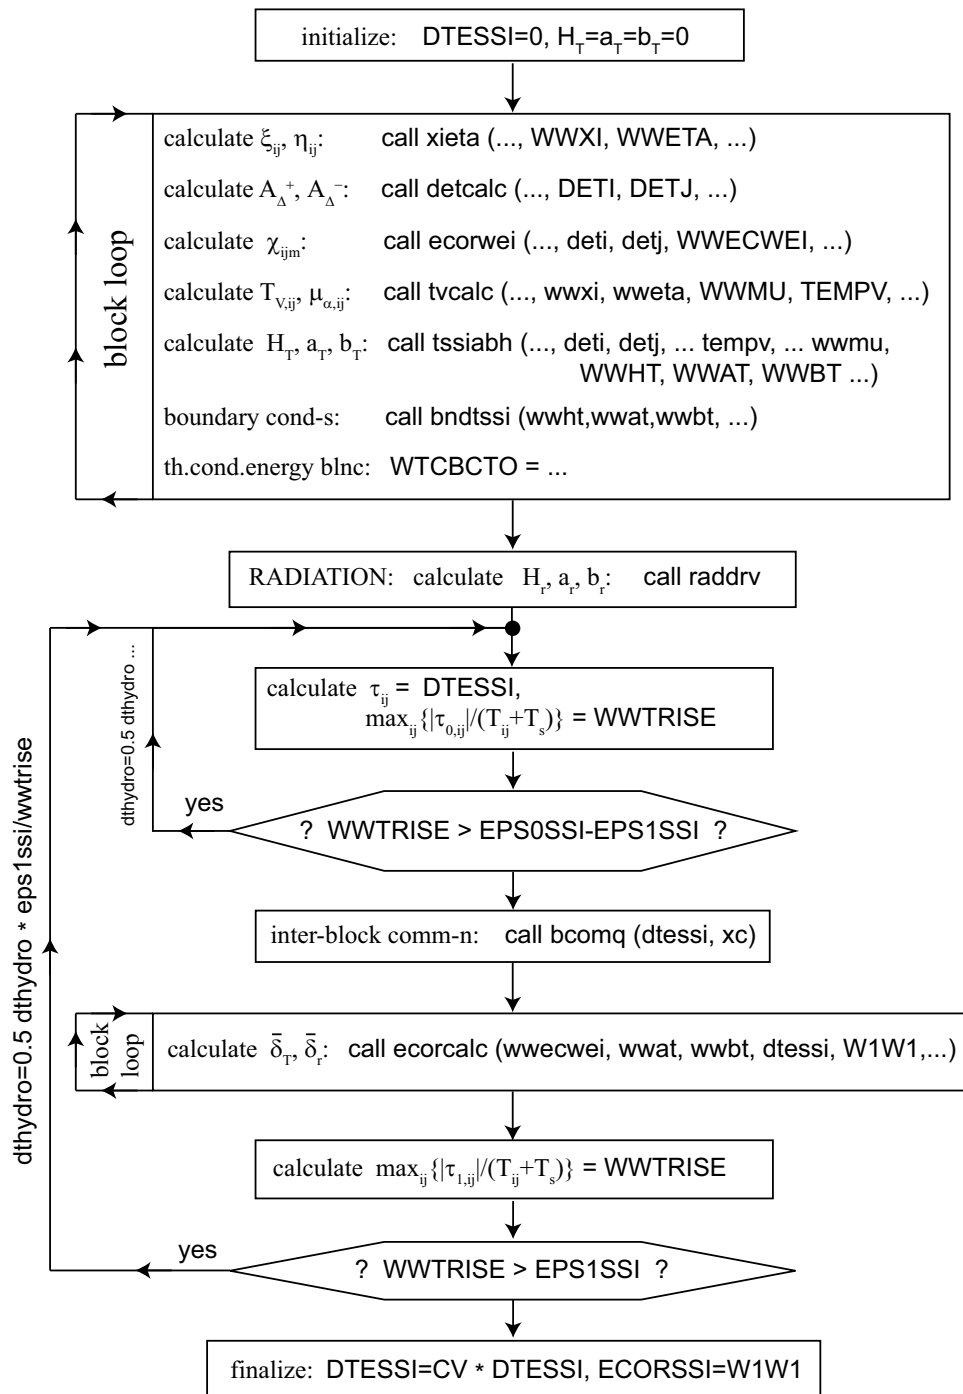 initialize: DTESSI=0, H_T=a_T=b_T=0
block loop
calculate ξ_ij, η_ij: call xieta (..., WWXI, WWETA, ...)
calculate A_Δ^+, A_Δ^-: call detcalc (..., DETI, DETJ, ...)
calculate χ_ijm: call ecorwei (..., deti, detj, WWECWEI, ...)
calculate T_V,ij, μ_α,ij: call tvcalc (..., wwxi, wweta, WWMU, TEMPV, ...)
calculate H_T, a_T, b_T: call tssiabh (..., deti, detj, ... tempv, ... wwmu,
WWHT, WWAT, WWBT ...)
boundary cond-s: call bndtssi (wwht,wwat,wwbt, ...)
th.cond.energy blnc: WTCBCTO = ...
RADIATION: calculate H_r, a_r, b_r: call raddrv
dthydro=0.5 dthydro ...
calculate τ_ij = DTESSI,
max_ij{|τ_0,ij|/(T_ij+T_s)} = WWTRISE
yes
? WWTRISE > EPS0SSI-EPS1SSI ?
dthydro=0.5 dthydro * eps1ssi/wwtrise
inter-block comm-n: call bcomq (dtessi, xc)
block
loop
calculate δ̄_T, δ̄_r: call ecorcalc (wwecwei, wwat, wwbt, dtessi, W1W1,...)
calculate max_ij{|τ_1,ij|/(T_ij+T_s)} = WWTRISE
yes
? WWTRISE > EPS1SSI ?
finalize: DTESSI=CV * DTESSI, ECORSSI=W1W1